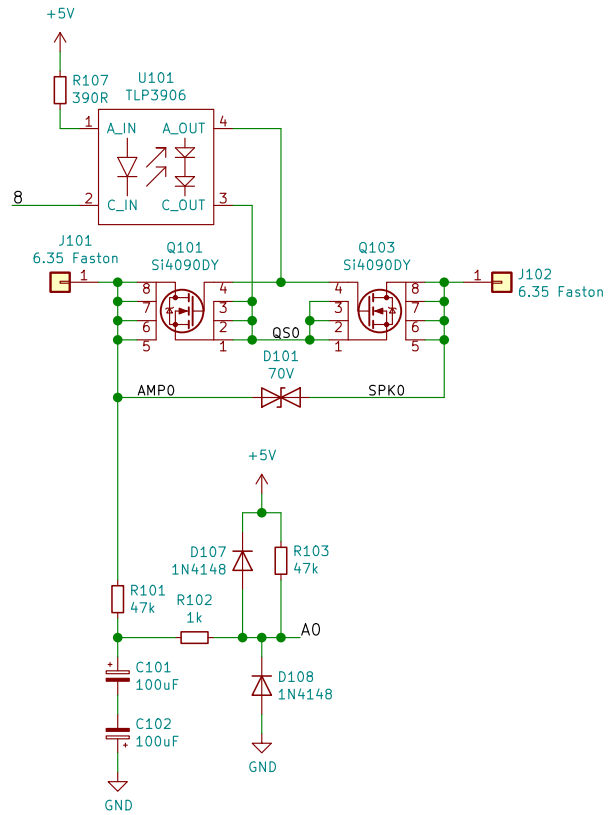 +5V
R107
390R
U101
TLP3906
1
A_IN
A_OUT
4
8
2
C_IN
C_OUT
3
J101
6.35 Faston
1
Q101
Si4090DY
8
7
6
5
4
3
2
1
QS0
Q103
Si4090DY
4
3
2
1
8
7
6
5
1
J102
6.35 Faston
D101
70V
AMP0
SPK0
+5V
D107
1N4148
R103
47k
R101
47k
R102
1k
A0
C101
100uF
D108
1N4148
C102
100uF
GND
GND